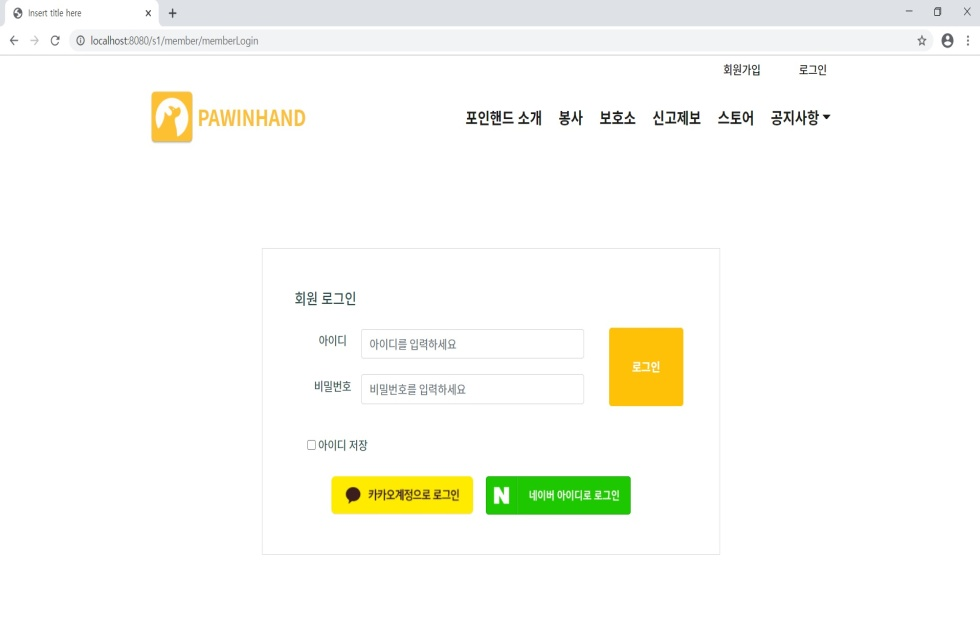 Insert title here
localhost:8080/s1/member/memberLogin
회원가입 로그인
PAWINHAND 포인핸드 소개 봉사 보호소 신고제보 스토어 공지사항
회원 로그인
아이디 아이디를 입력하세요
로그인
비밀번호 비밀번호를 입력하세요
아이디 저장
카카오계정으로 로그인 N 네이버 아이디로 로그인